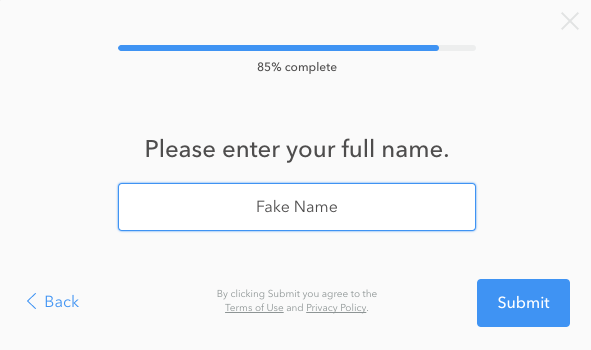 85% complete
Please enter your full name.
Fake Name
Back
By clicking Submit you agree to the
Terms of Use and Privacy Policy.
Submit